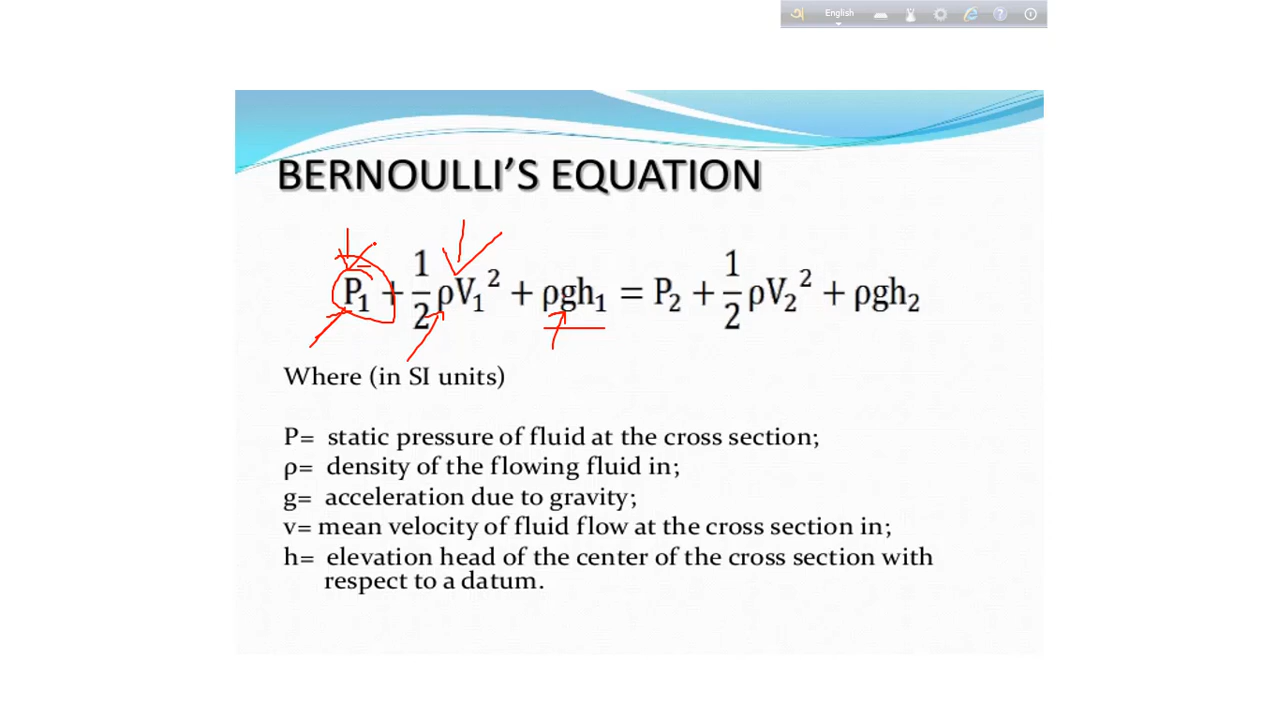 অ English
BERNOULLI'S EQUATION
P₁ + 1/2 ρV₁² + ρgh₁ = P₂ + 1/2 ρV₂² + ρgh₂
Where (in SI units)
P= static pressure of fluid at the cross section;
ρ= density of the flowing fluid in;
g= acceleration due to gravity;
v= mean velocity of fluid flow at the cross section in;
h= elevation head of the center of the cross section with
respect to a datum.